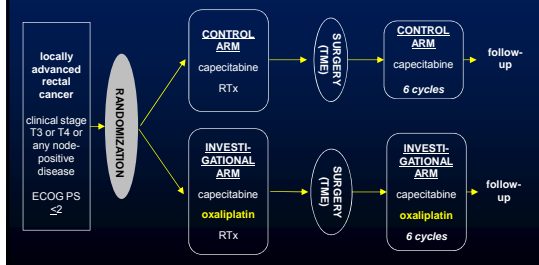 locally
advanced
rectal
cancer
clinical stage
T3 or T4 or
any node-
positive
disease
ECOG PS
≤2
RANDOMIZATION
CONTROL
ARM
capecitabine
RTx
SURGERY
(TME)
CONTROL
ARM
capecitabine
6 cycles
follow-
up
INVESTI-
GATIONAL
ARM
capecitabine
oxaliplatin
RTx
SURGERY
(TME)
INVESTI-
GATIONAL
ARM
capecitabine
oxaliplatin
6 cycles
follow-
up